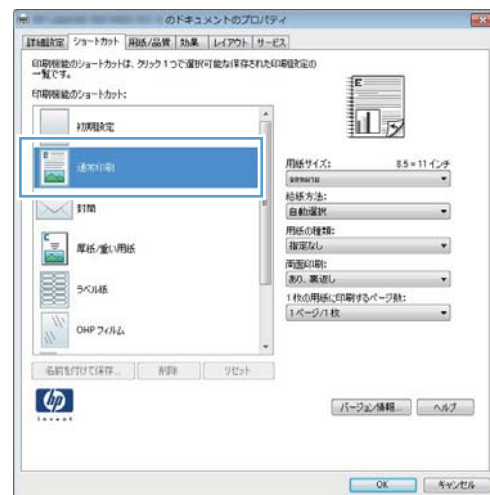 のドキュメントのプロパティ
詳細設定 ショートカット 用紙/品質 効果 レイアウト サービス
印刷機能のショートカットは、クリック 1 つで選択可能な保存された印刷設定の
一覧です。
印刷機能のショートカット:
初期設定
通常印刷
封筒
厚紙/重い用紙
ラベル紙
OHP フィルム
名前を付けて保存... 削除 リセット
用紙サイズ: 8.5 × 11 インチ
給紙方法:
自動選択
用紙の種類:
指定なし
両面印刷:
あり、裏返し
1 枚の用紙に印刷するページ数:
1 ページ/1 枚
hp
invent
バージョン情報... ヘルプ
OK キャンセル